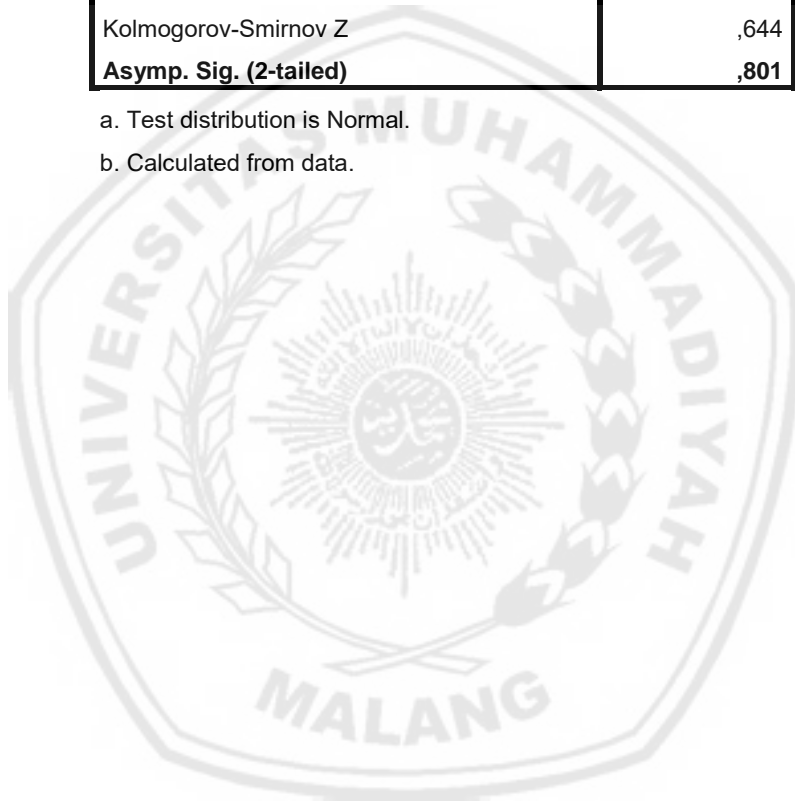 Kolmogorov-Smirnov Z ,644
Asymp. Sig. (2-tailed) ,801
a. Test distribution is Normal.
b. Calculated from data.
UNIVERSITAS MUHAMMADIYAH
MALANG